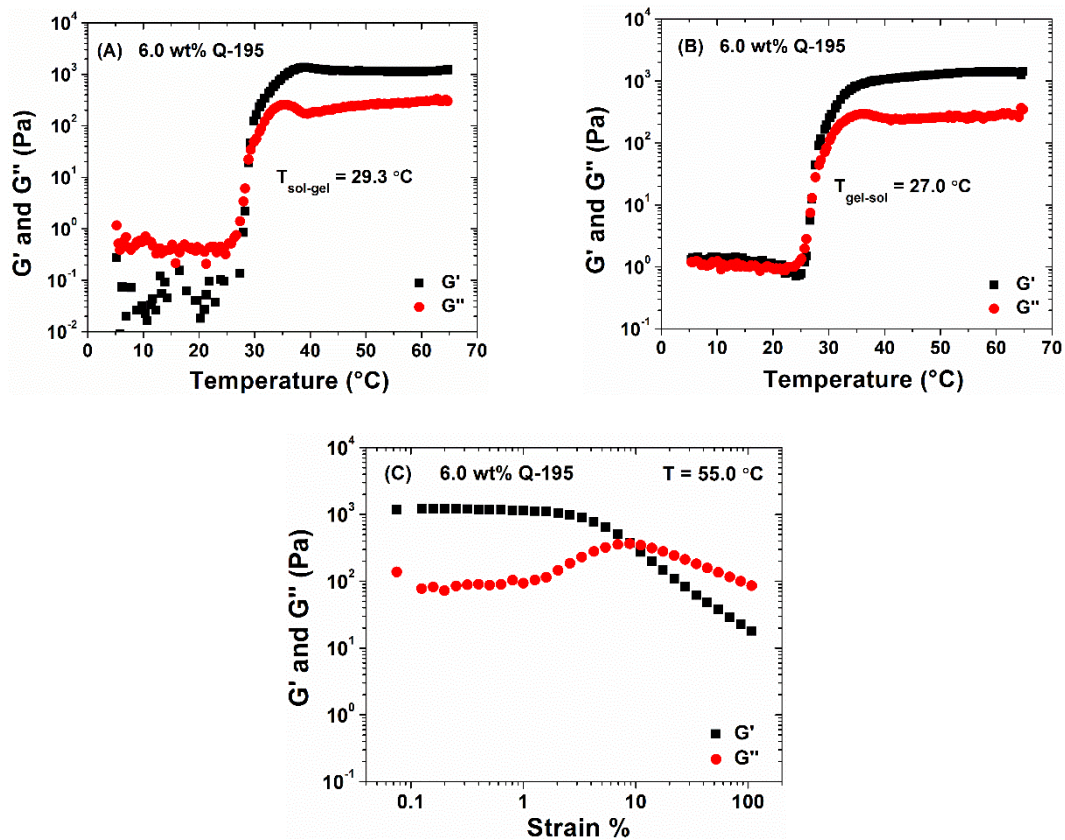 (A) 6.0 wt% Q-195
G' and G'' (Pa)
10⁴
10³
10²
10¹
10⁰
10⁻¹
10⁻²
T sol-gel = 29.3 °C
G'
G''
0 10 20 30 40 50 60 70
Temperature (°C)
(B) 6.0 wt% Q-195
G' and G'' (Pa)
10⁴
10³
10²
10¹
10⁰
10⁻¹
T gel-sol = 27.0 °C
G'
G''
0 10 20 30 40 50 60 70
Temperature (°C)
(C) 6.0 wt% Q-195 T = 55.0 °C
G' and G'' (Pa)
10⁴
10³
10²
10¹
10⁰
10⁻¹
G'
G''
0.1 1 10 100
Strain %